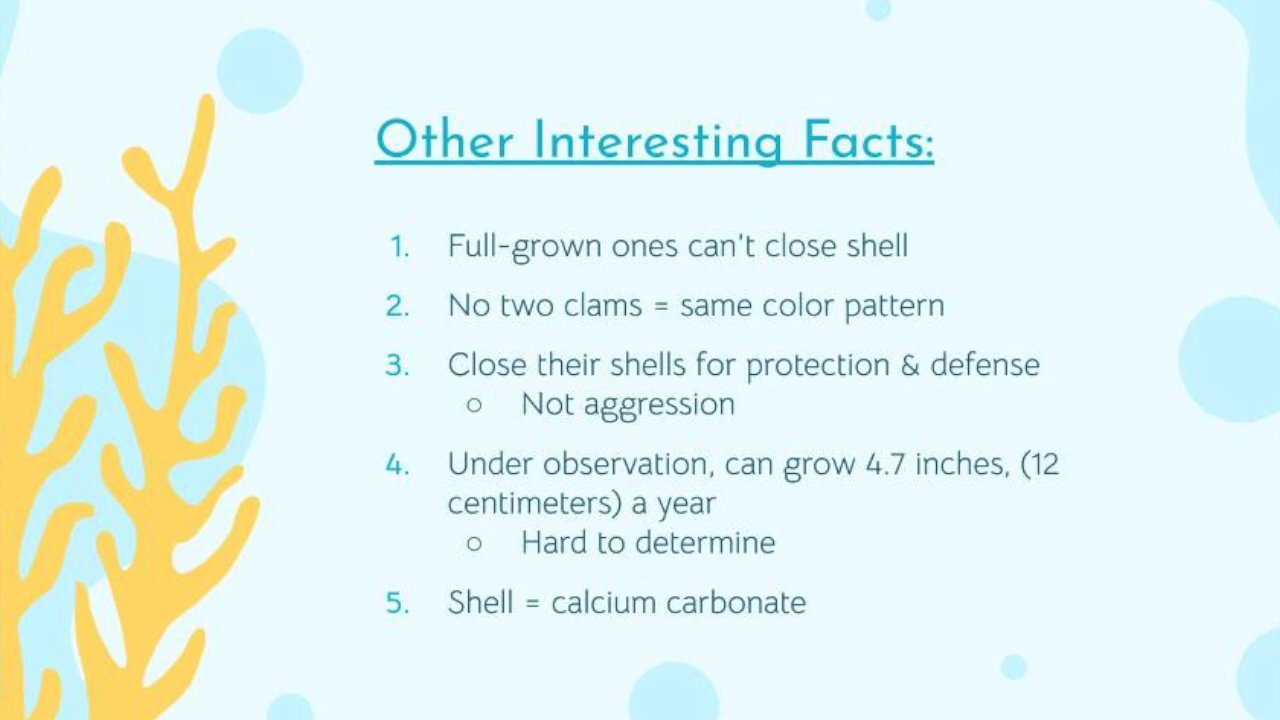 Other Interesting Facts:
1. Full-grown ones can't close shell
2. No two clams = same color pattern
3. Close their shells for protection & defense
○ Not aggression
4. Under observation, can grow 4.7 inches, (12
centimeters) a year
○ Hard to determine
5. Shell = calcium carbonate